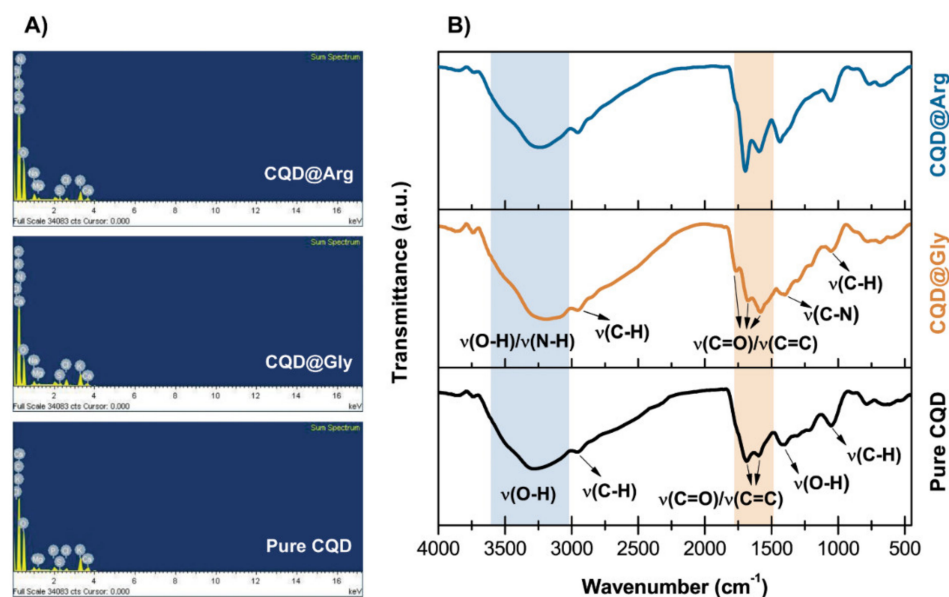 A)
Sum Spectrum
CQD@Arg
0 2 4 6 8 10 12 14 16
Full Scale 34083 cts Cursor: 0.000 keV
Sum Spectrum
CQD@Gly
0 2 4 6 8 10 12 14 16
Full Scale 34083 cts Cursor: 0.000 keV
Sum Spectrum
Pure CQD
0 2 4 6 8 10 12 14 16
Full Scale 34083 cts Cursor: 0.000 keV
B)
Transmittance (a.u.)
CQD@Arg
CQD@Gly
ν(O-H)/ν(N-H)
ν(C-H)
ν(C=O)/ν(C=C)
ν(C-N)
ν(C-H)
Pure CQD
ν(O-H)
ν(C-H)
ν(C=O)/ν(C=C)
ν(O-H)
ν(C-H)
4000 3500 3000 2500 2000 1500 1000 500
Wavenumber (cm⁻¹)